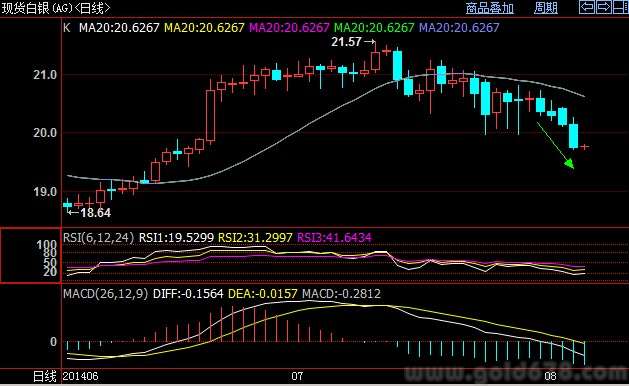 现货白银(AG)<日线> 商品叠加 周期
K MA20:20.6267 MA20:20.6267 MA20:20.6267 MA20:20.6267 MA20:20.6267
21.57
21.0
20.0
19.0
18.64
RSI(6,12,24) RSI1:19.5299 RSI2:31.2997 RSI3:41.6434
100
80
50
20
MACD(26,12,9) DIFF:-0.1564 DEA:-0.0157 MACD:-0.2812
0
www.gold678.com
日线 201406 07 08